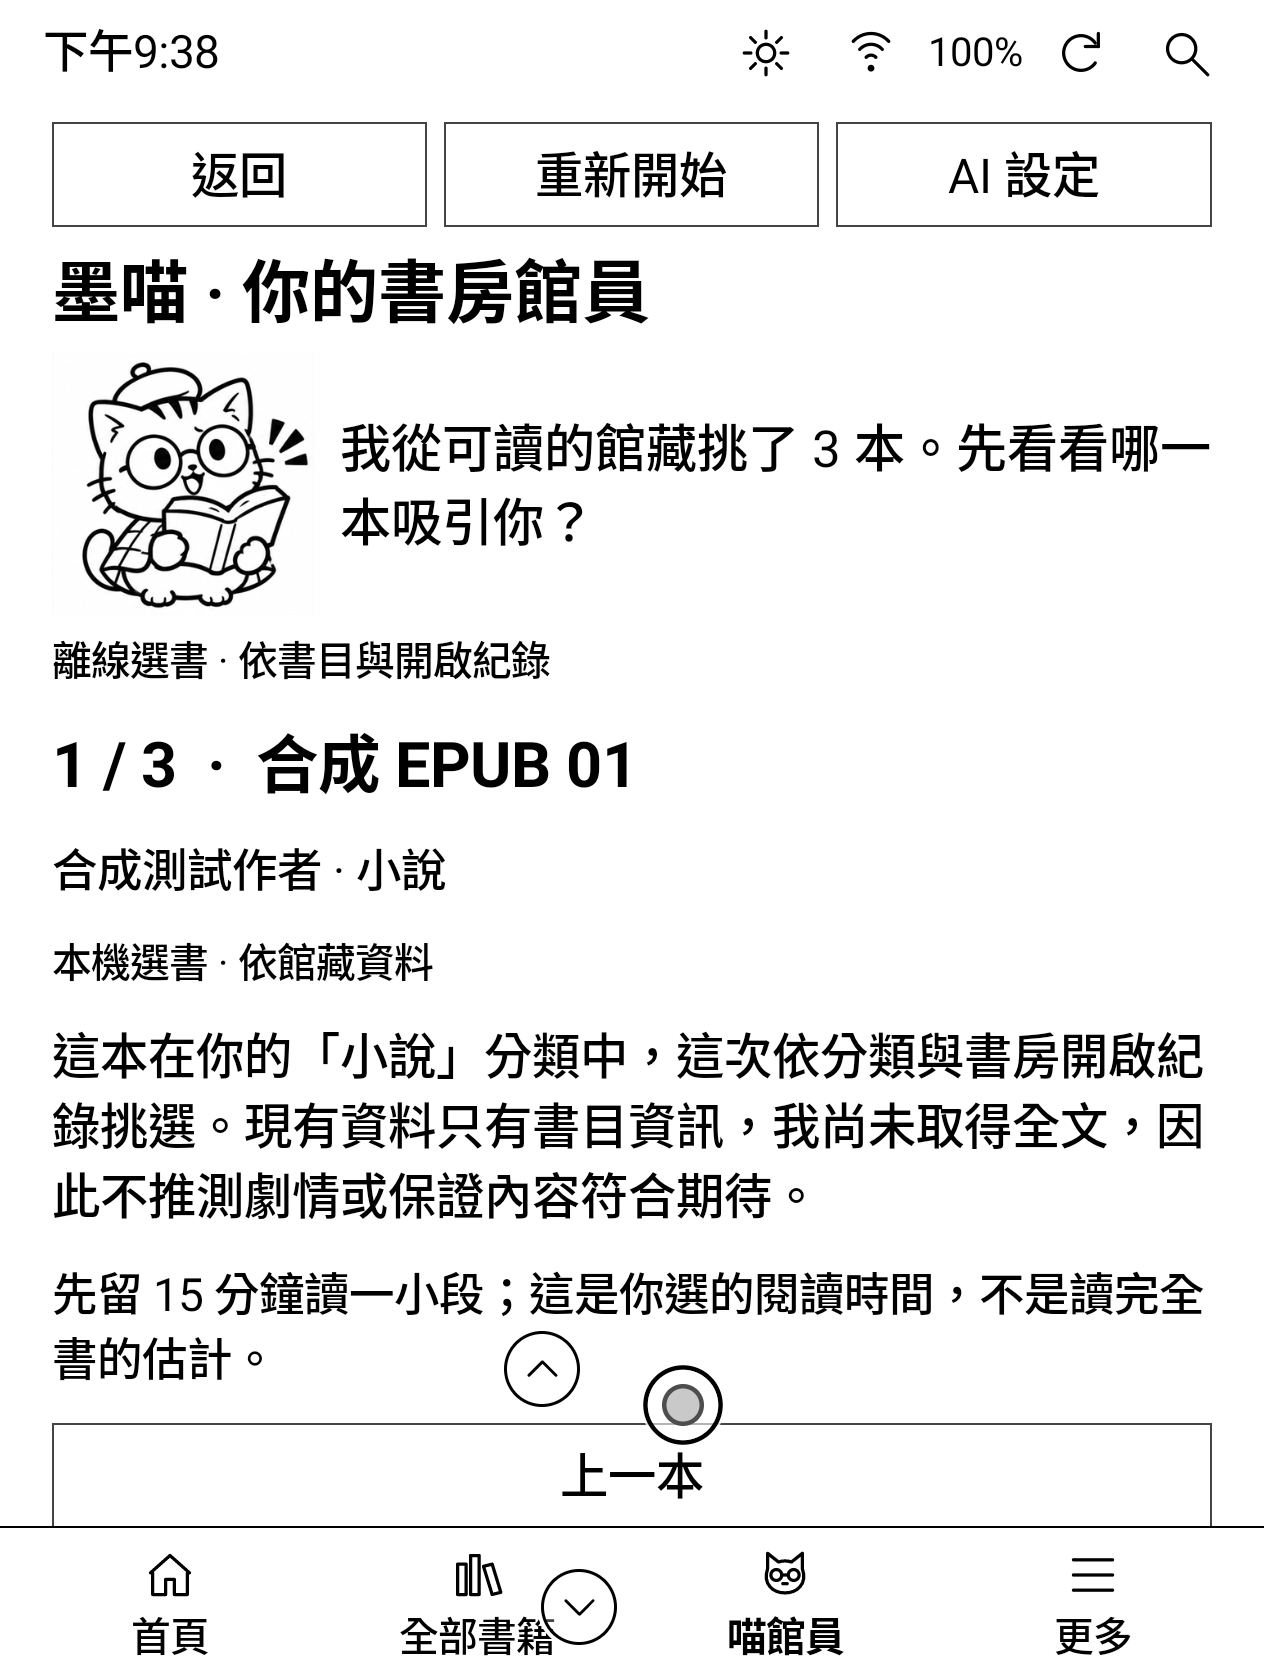 下午9:38
100%
返回
重新開始
AI 設定
墨喵 · 你的書房館員
我從可讀的館藏挑了 3 本。先看看哪一
本吸引你？
離線選書 · 依書目與開啟紀錄
1 / 3 · 合成 EPUB 01
合成測試作者 · 小說
本機選書 · 依館藏資料
這本在你的「小說」分類中，這次依分類與書房開啟紀
錄挑選。現有資料只有書目資訊，我尚未取得全文，因
此不推測劇情或保證內容符合期待。
先留 15 分鐘讀一小段；這是你選的閱讀時間，不是讀完全
書的估計。
上一本
首頁
全部書籍
喵館員
更多